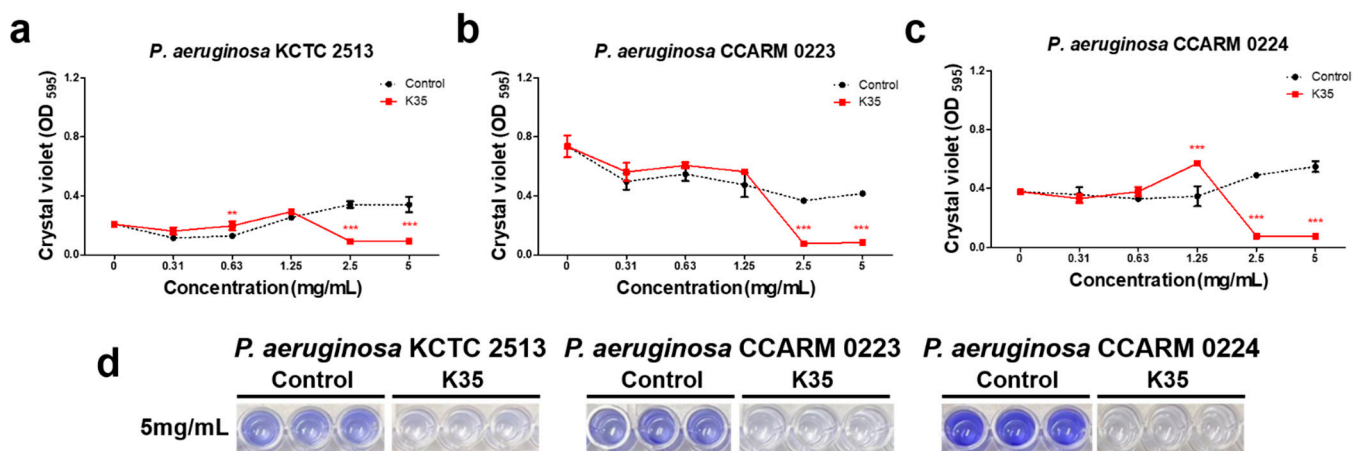 a
P. aeruginosa KCTC 2513
Crystal violet (OD 595)
1.2
0.8
0.4
0.0
Control
K35
**
***
***
0 0.31 0.63 1.25 2.5 5
Concentration (mg/mL)
b
P. aeruginosa CCARM 0223
Crystal violet (OD 595)
1.2
0.8
0.4
0.0
Control
K35
***
***
0 0.31 0.63 1.25 2.5 5
Concentration (mg/mL)
c
P. aeruginosa CCARM 0224
Crystal violet (OD 595)
1.2
0.8
0.4
0.0
Control
K35
***
***
***
0 0.31 0.63 1.25 2.5 5
Concentration (mg/mL)
d
P. aeruginosa KCTC 2513 P. aeruginosa CCARM 0223 P. aeruginosa CCARM 0224
Control K35 Control K35 Control K35
5mg/mL